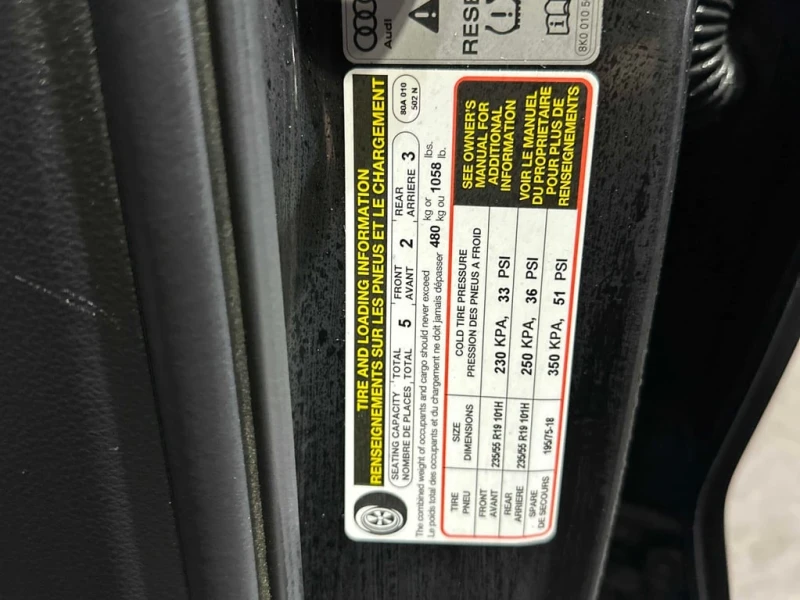 TIRE AND LOADING INFORMATION
RENSEIGNEMENTS SUR LES PNEUS ET LE CHARGEMENT
SEATING CAPACITY TOTAL 5 FRONT 2 REAR 3
NOMBRE DE PLACES TOTAL AVANT ARRIERE
80A 010
502 N
The combined weight of occupants and cargo should never exceed 480 kg or 1058 lbs.
Le poids total des occupants et du chargement ne doit jamais dépasser kg ou lb.
TIRE SIZE COLD TIRE PRESSURE
PNEU DIMENSIONS PRESSION DES PNEUS A FROID
FRONT
AVANT 235/55 R19 101H 230 KPA, 33 PSI
REAR
ARRIERE 235/55 R19 101H 250 KPA, 36 PSI
SPARE
DE SECOURS 195/75-18 350 KPA, 51 PSI
SEE OWNER'S
MANUAL FOR
ADDITIONAL
INFORMATION
VOIR LE MANUEL
DU PROPRIETAIRE
POUR PLUS DE
RENSEIGNEMENTS
Audi
RESE
8K0 010 5